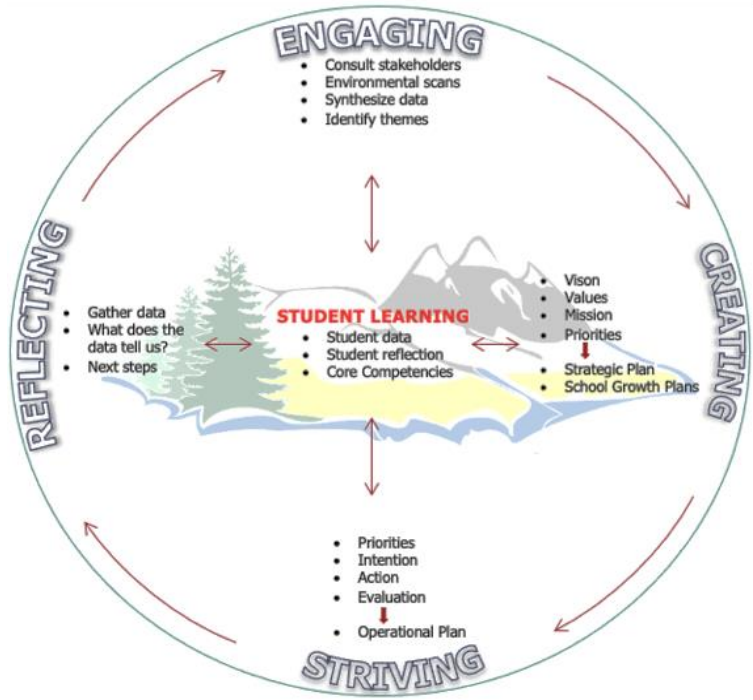 ENGAGING
• Consult stakeholders
• Environmental scans
• Synthesize data
• Identify themes
CREATING
• Vison
• Values
• Mission
• Priorities
• Strategic Plan
• School Growth Plans
STUDENT LEARNING
• Student data
• Student reflection
• Core Competencies
REFLECTING
• Gather data
• What does the
data tell us?
• Next steps
• Priorities
• Intention
• Action
• Evaluation
• Operational Plan
STRIVING